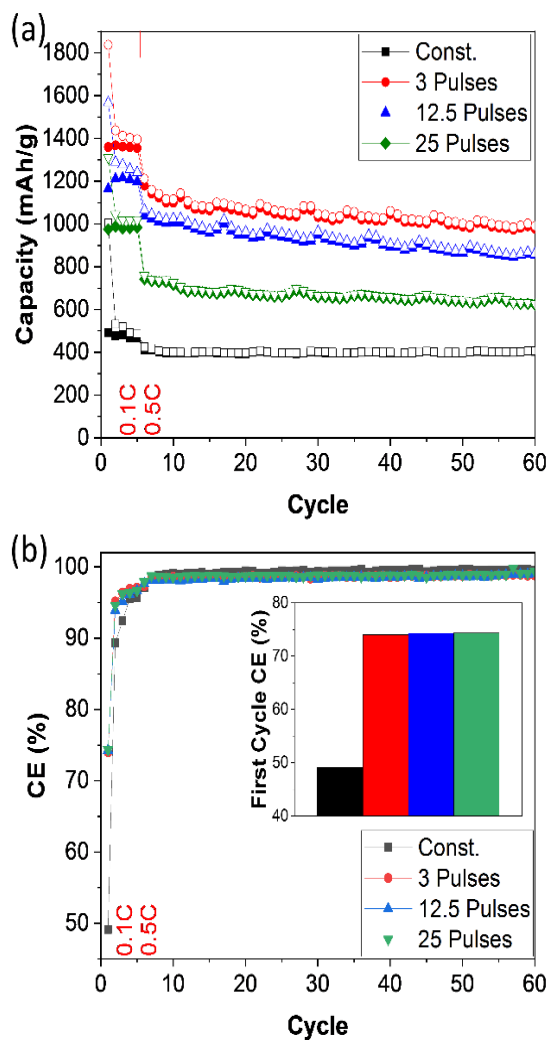 (a)
1800
1600
1400
1200
1000
800
600
400
200
0
Capacity (mAh/g)
Const.
3 Pulses
12.5 Pulses
25 Pulses
0.1C
0.5C
0 10 20 30 40 50 60
Cycle
(b)
100
90
80
70
60
50
CE (%)
80
70
60
50
40
First Cycle CE (%)
Const.
3 Pulses
12.5 Pulses
25 Pulses
0.1C
0.5C
0 10 20 30 40 50 60
Cycle